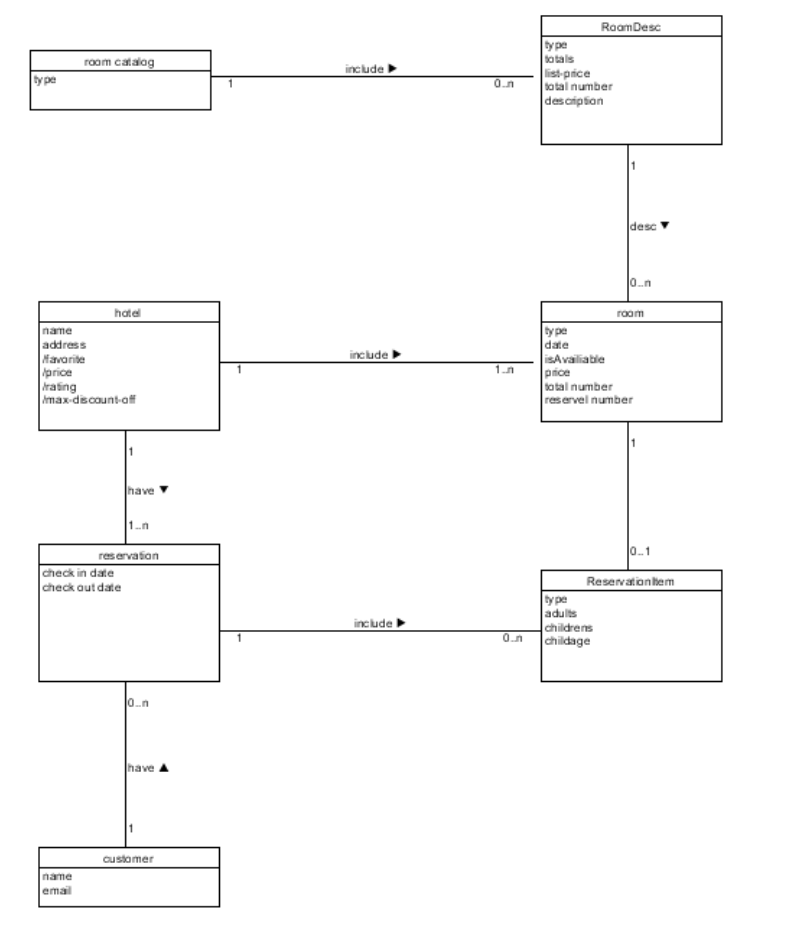 RoomDesc
type
totals
list-price
total number
description
room catalog
type
include ▶
1
0..n
1
desc ▼
0..n
hotel
name
address
/favorite
/price
/rating
/max-discount-off
include ▶
1
1..n
room
type
date
isAvailiable
price
total number
reservel number
1
have ▼
1..n
1
0..1
reservation
check in date
check out date
include ▶
1
0..n
ReservationItem
type
adults
childrens
childage
0..n
have ▲
1
customer
name
email